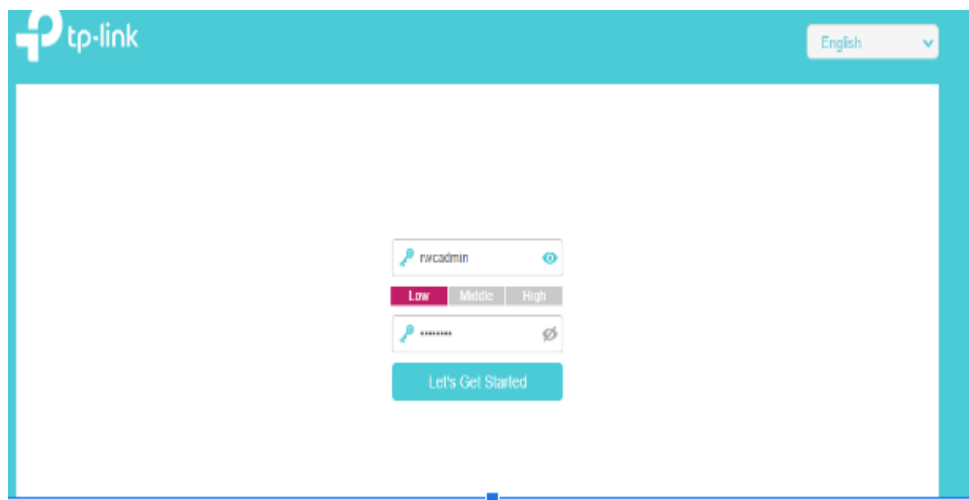 tp-link
English
rwcadmin
Low Middle High
••••••••
Let's Get Started